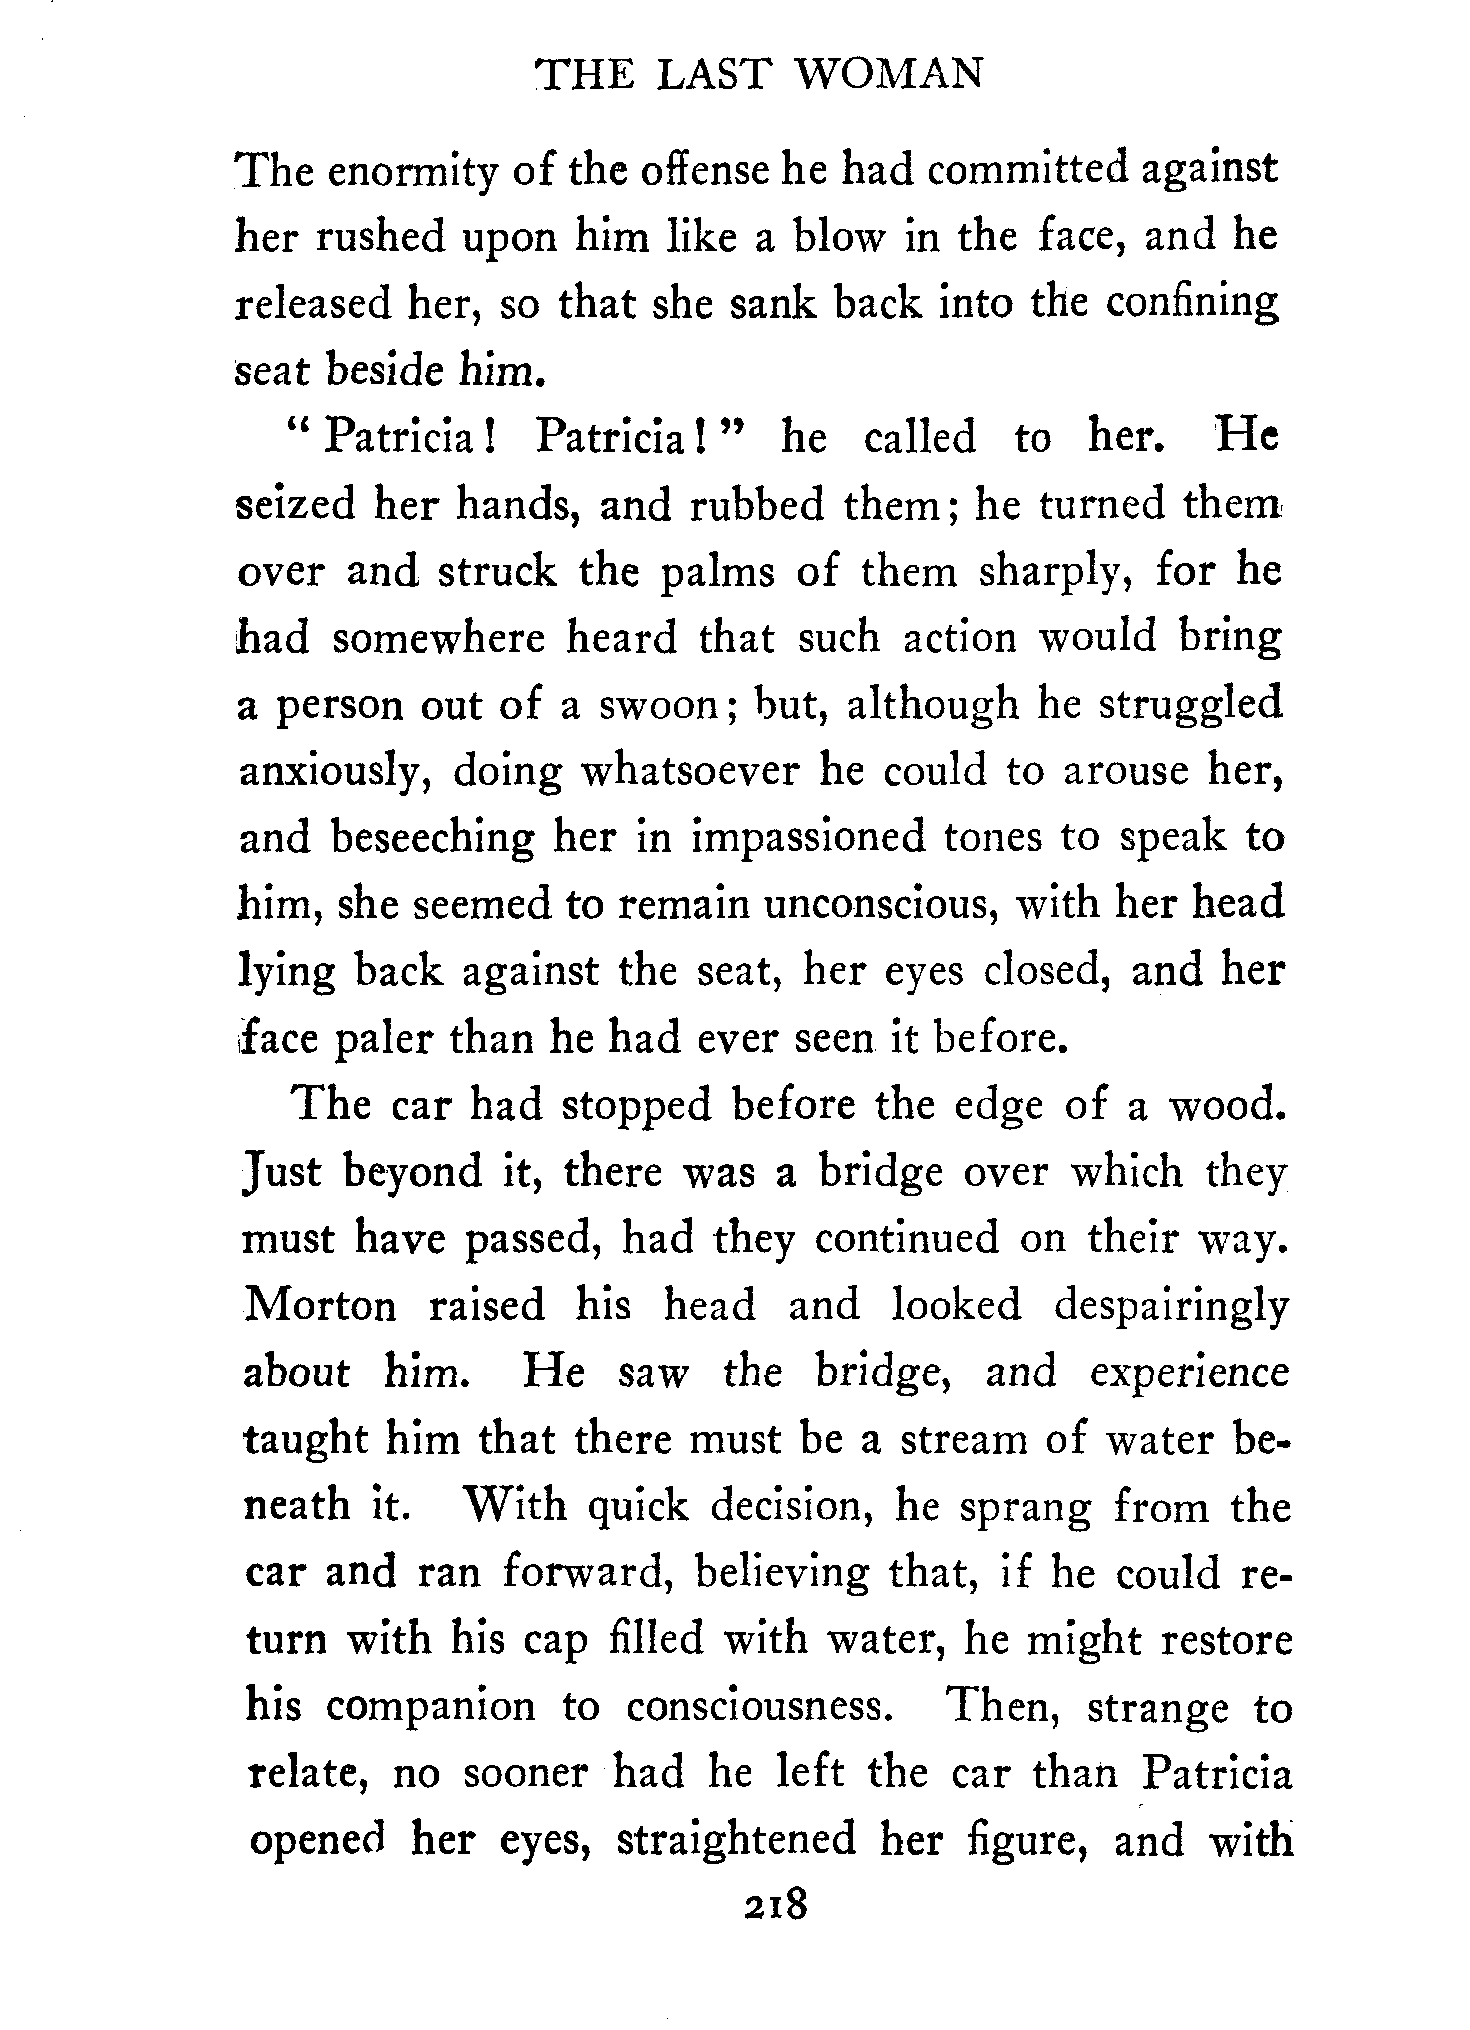 THE LAST WOMAN
The enormity of the offense he had committed against
her rushed upon him like a blow in the face, and he
released her, so that she sank back into the confining
seat beside him.
“ Patricia! Patricia! ” he called to her. He
seized her hands, and rubbed them; he turned them
over and struck the palms of them sharply, for he
had somewhere heard that such action would bring
a person out of a swoon; but, although he struggled
anxiously, doing whatsoever he could to arouse her,
and beseeching her in impassioned tones to speak to
him, she seemed to remain unconscious, with her head
lying back against the seat, her eyes closed, and her
face paler than he had ever seen it before.
The car had stopped before the edge of a wood.
Just beyond it, there was a bridge over which they
must have passed, had they continued on their way.
Morton raised his head and looked despairingly
about him. He saw the bridge, and experience
taught him that there must be a stream of water be-
neath it. With quick decision, he sprang from the
car and ran forward, believing that, if he could re-
turn with his cap filled with water, he might restore
his companion to consciousness. Then, strange to
relate, no sooner had he left the car than Patricia
opened her eyes, straightened her figure, and with
218